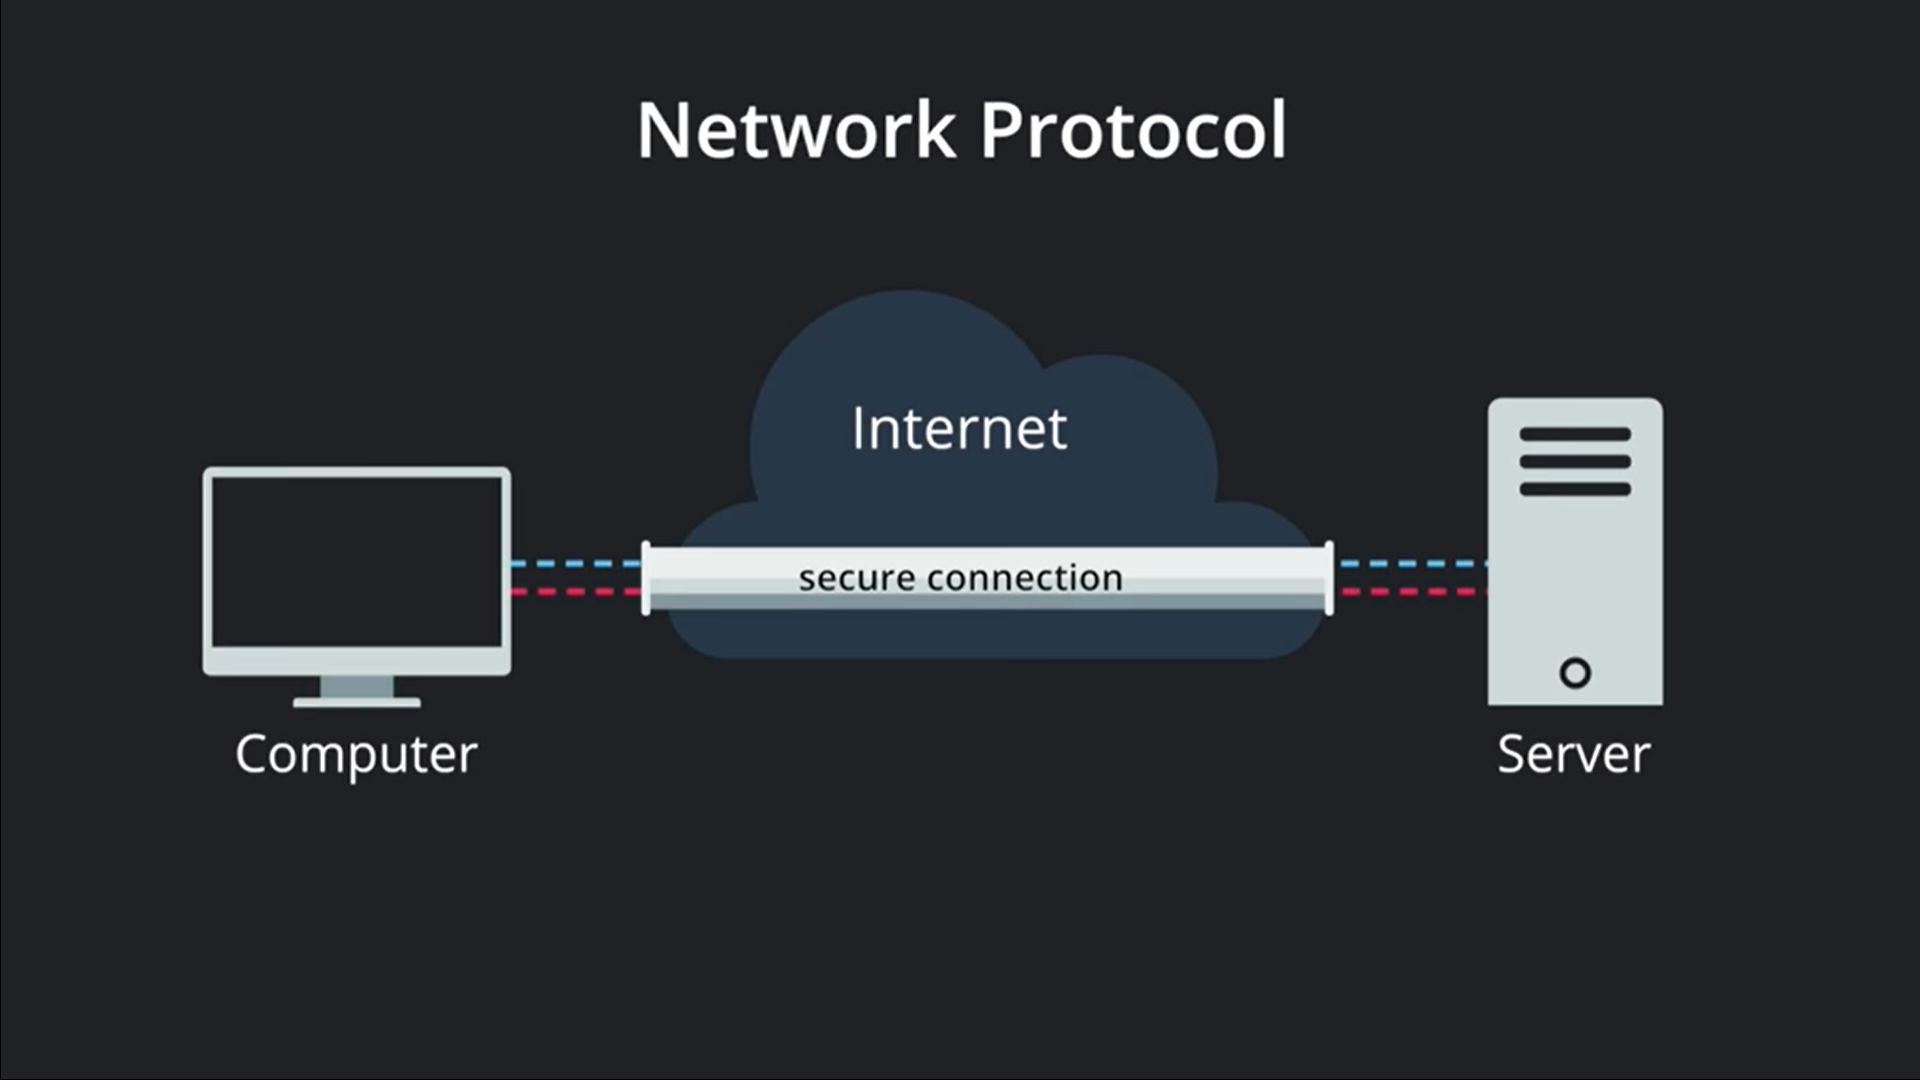 Network Protocol
Internet
secure connection
Computer
Server